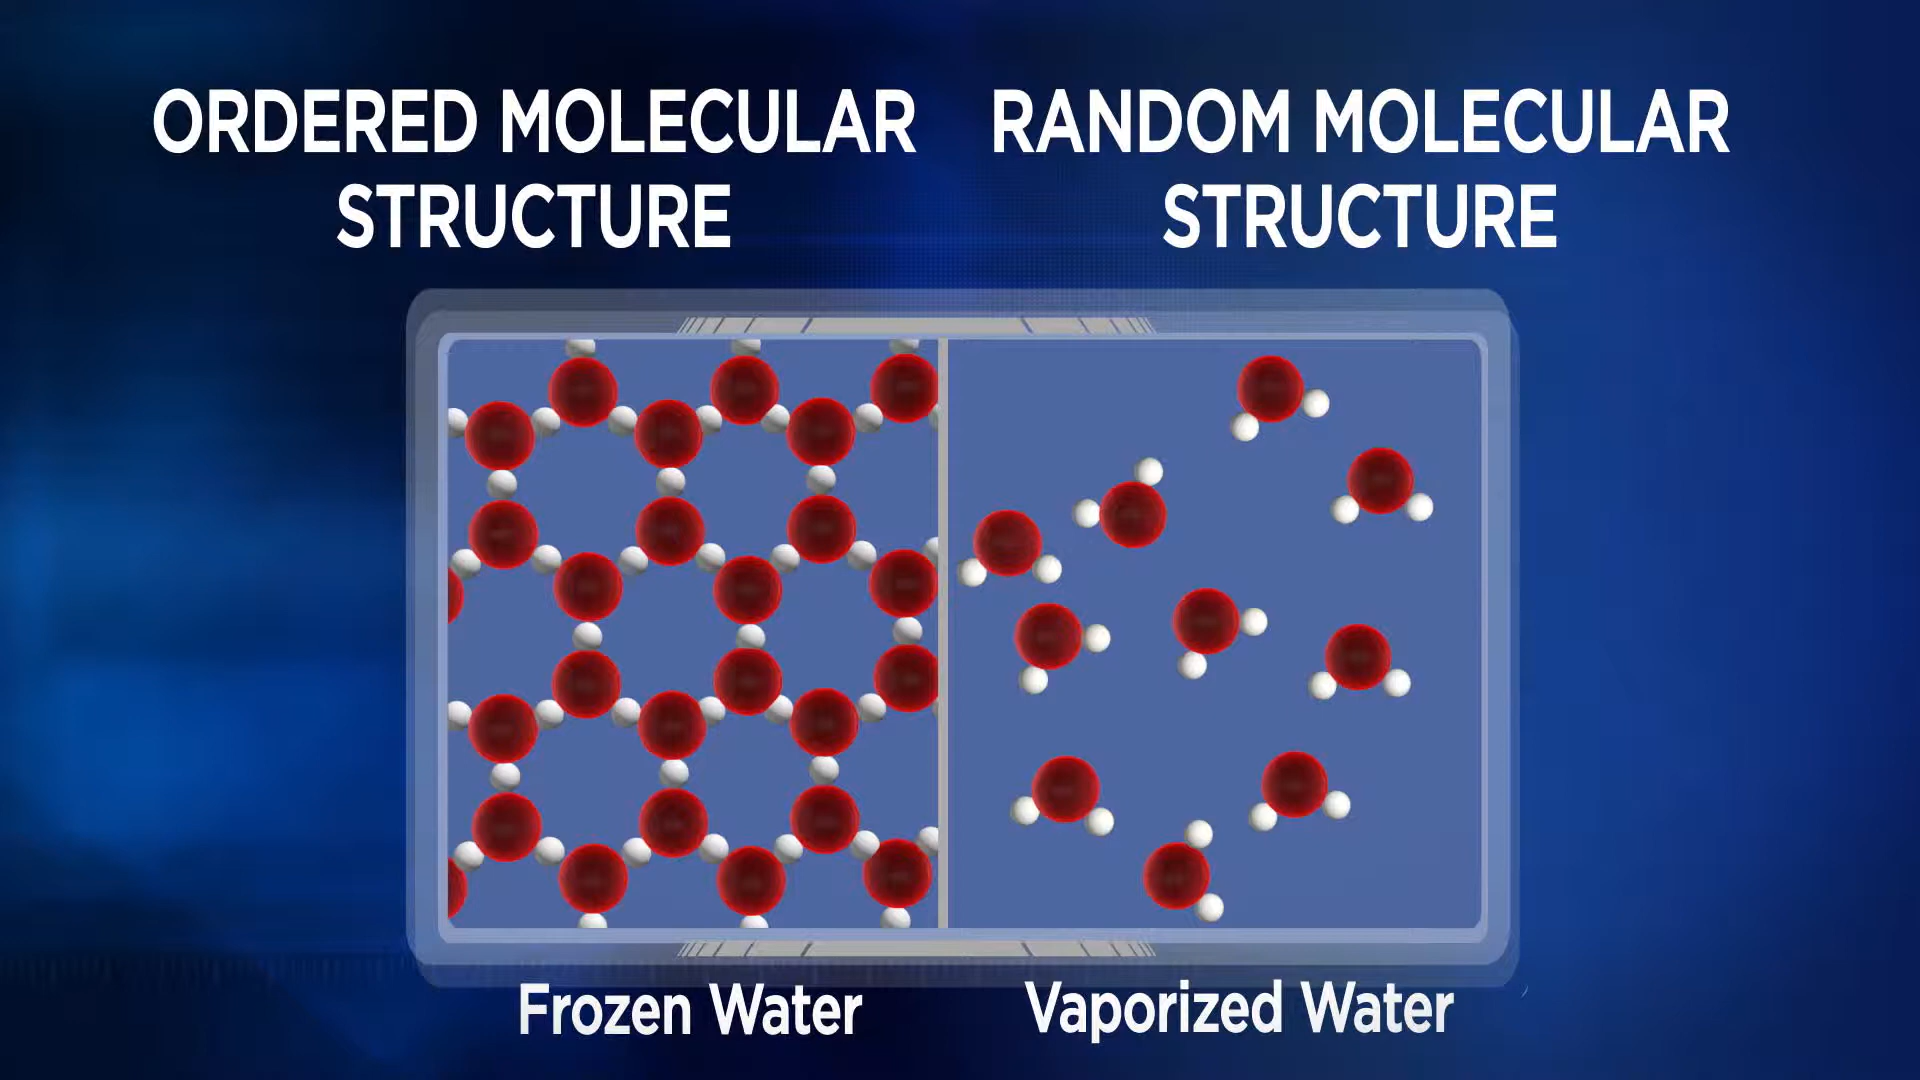 ORDERED MOLECULAR
STRUCTURE
RANDOM MOLECULAR
STRUCTURE
Frozen Water
Vaporized Water